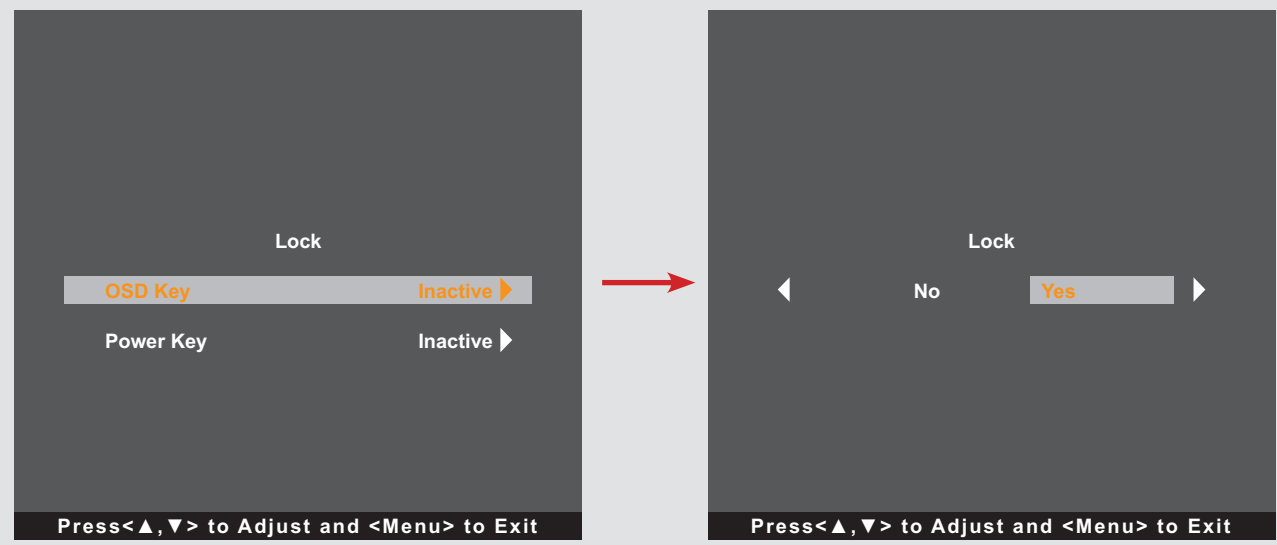 Lock
OSD Key Inactive
Power Key Inactive
Press<▲,▼> to Adjust and <Menu> to Exit
Lock
No Yes
Press<▲,▼> to Adjust and <Menu> to Exit